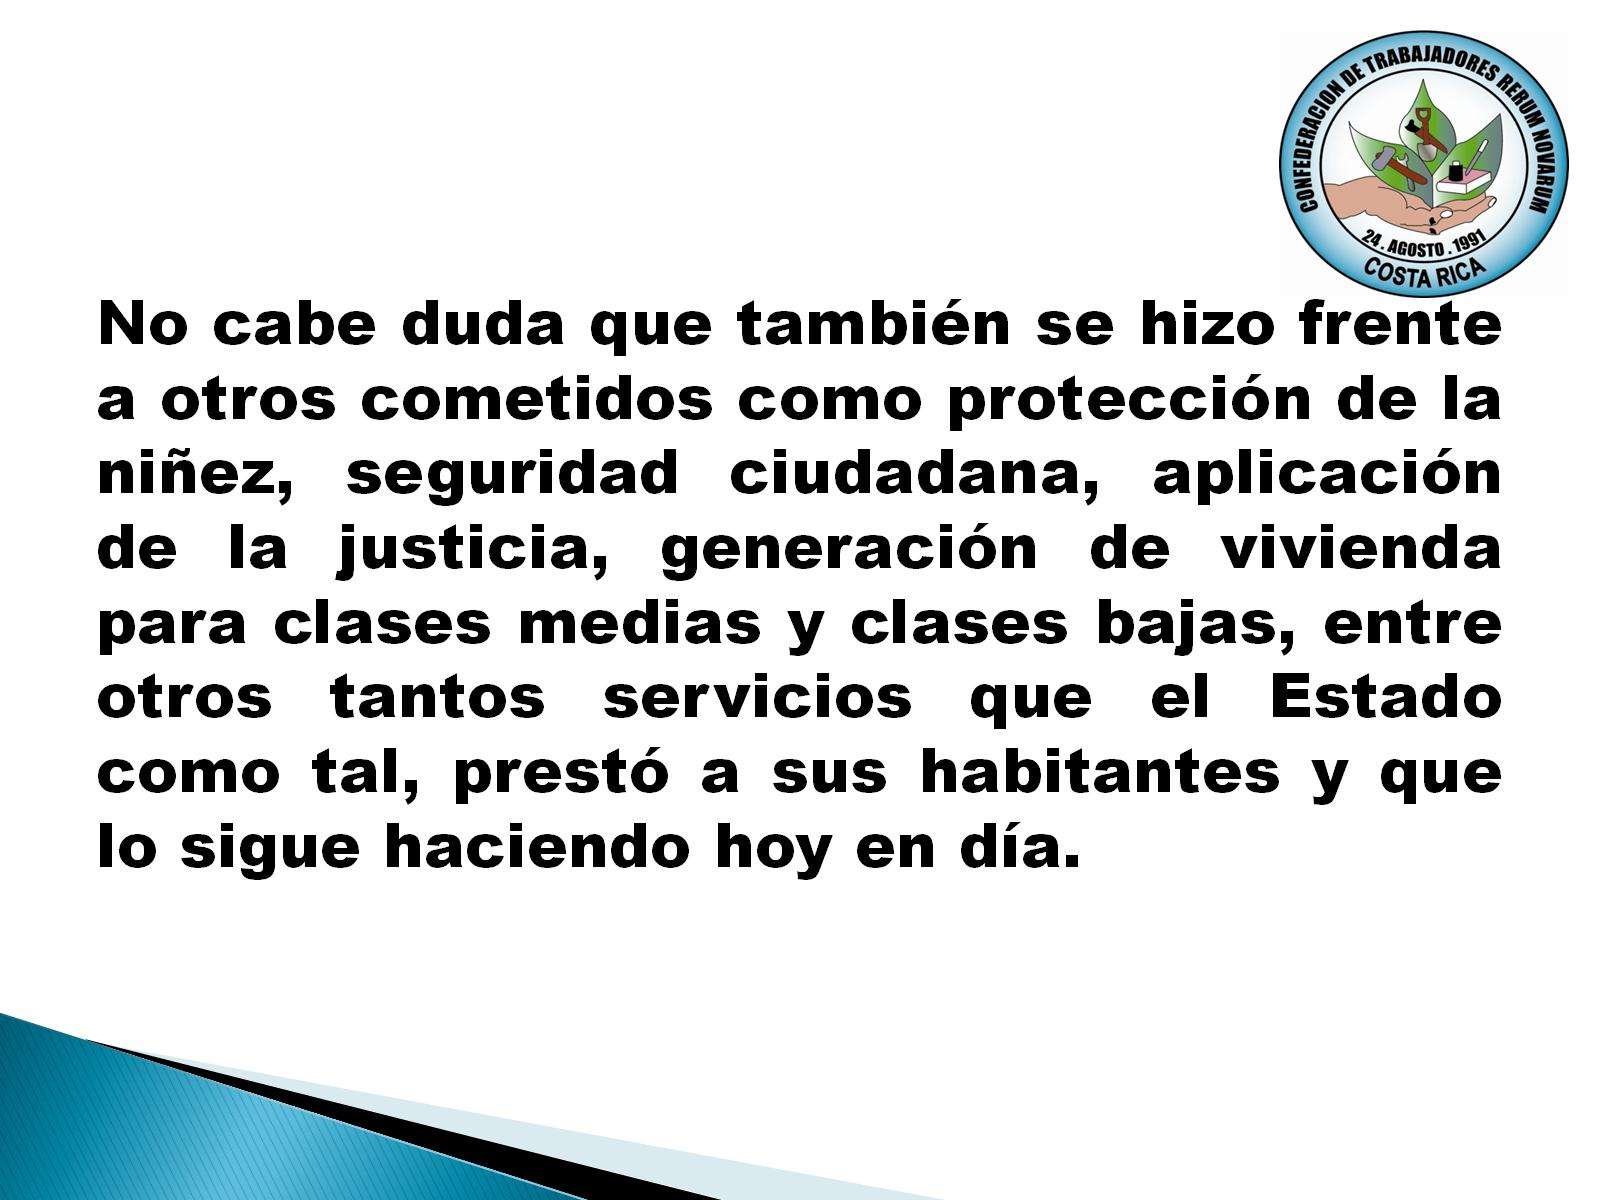 CONFEDERACION DE TRABAJADORES RERUM NOVARUM
24 . AGOSTO . 1991
COSTA RICA
No cabe duda que también se hizo frente
a otros cometidos como protección de la
niñez, seguridad ciudadana, aplicación
de la justicia, generación de vivienda
para clases medias y clases bajas, entre
otros tantos servicios que el Estado
como tal, prestó a sus habitantes y que
lo sigue haciendo hoy en día.